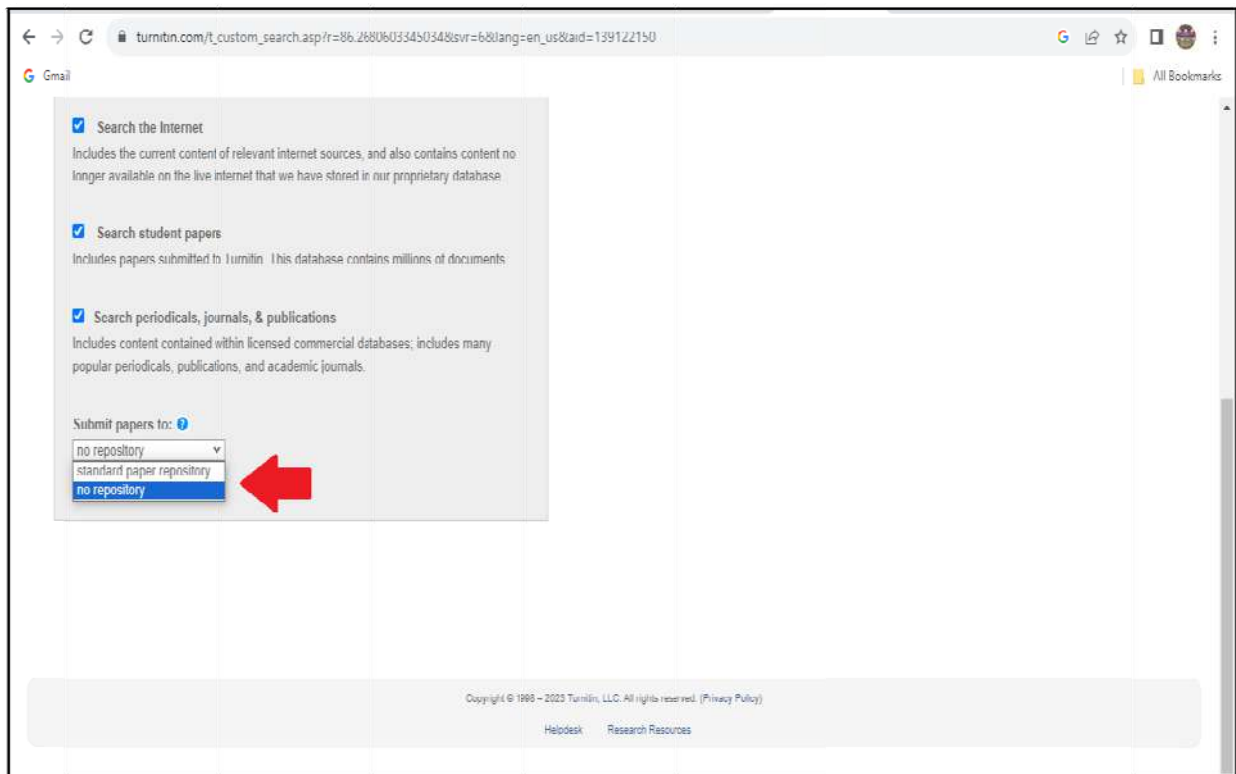 turnitin.com/t_custom_search.asp?r=86.2680603345034&svr=6&lang=en_us&aid=139122150
G Gmail
All Bookmarks
Search the Internet
Includes the current content of relevant internet sources, and also contains content no
longer available on the live internet that we have stored in our proprietary database
Search student papers
Includes papers submitted to Turnitin. This database contains millions of documents
Search periodicals, journals, & publications
Includes content contained within licensed commercial databases; includes many
popular periodicals, publications, and academic journals.
Submit papers to: ?
no repository
standard paper repository
no repository
Copyright © 1998 – 2023 Turnitin, LLC. All rights reserved. (Privacy Policy)
Helpdesk Research Resources